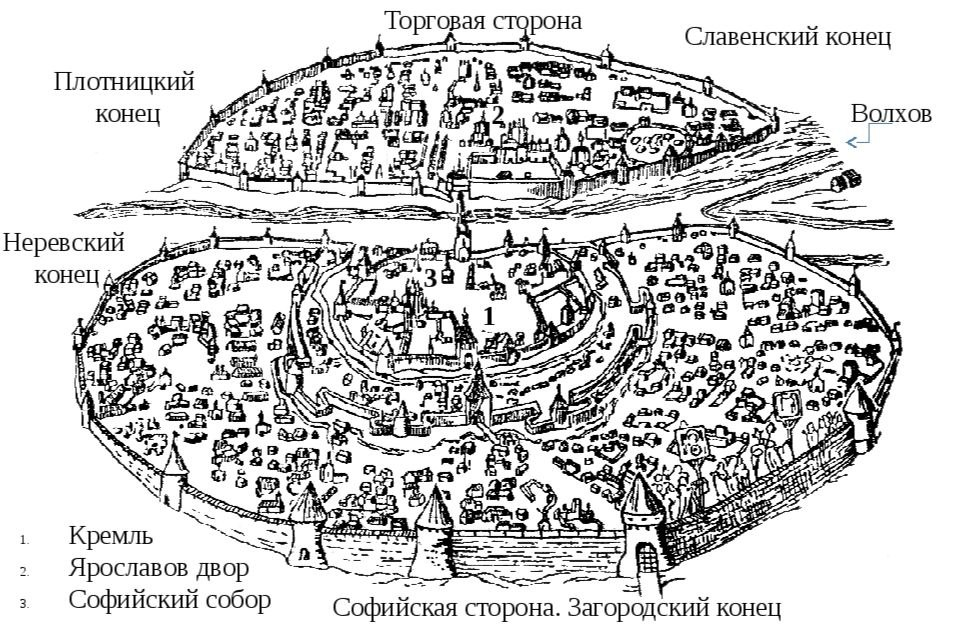 Торговая сторона
Славенский конец
Плотницкий
конец
Волхов
2
Неревский
конец
3
1
1. Кремль
2. Ярославов двор
3. Софийский собор
Софийская сторона. Загородский конец